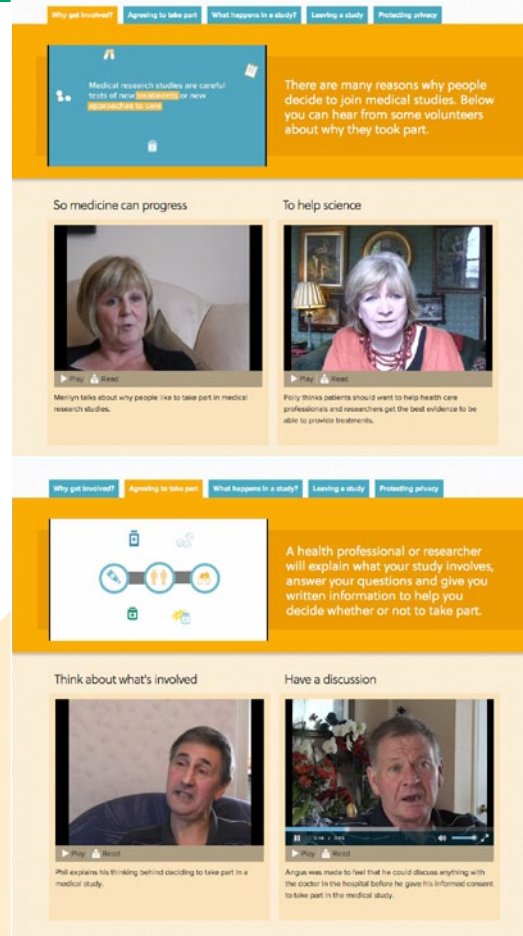 Why get involved? Agreeing to take part What happens in a study? Leaving a study Protecting privacy
Medical research studies are careful
tests of new treatments or new
approaches to care
There are many reasons why people
decide to join medical studies. Below
you can hear from some volunteers
about why they took part.
So medicine can progress
Play Read
Merilyn talks about why people like to take part in medical
research studies.
To help science
Play Read
Polly thinks patients should want to help health care
professionals and researchers get the best evidence to be
able to provide treatments.
Why get involved? Agreeing to take part What happens in a study? Leaving a study Protecting privacy
A health professional or researcher
will explain what your study involves,
answer your questions and give you
written information to help you
decide whether or not to take part.
Think about what's involved
Play Read
Phil explains his thinking behind deciding to take part in a
medical study.
Have a discussion
Play Read
Angus was made to feel that he could discuss anything with
the doctor in the hospital before he gave his informed consent
to take part in the medical study.